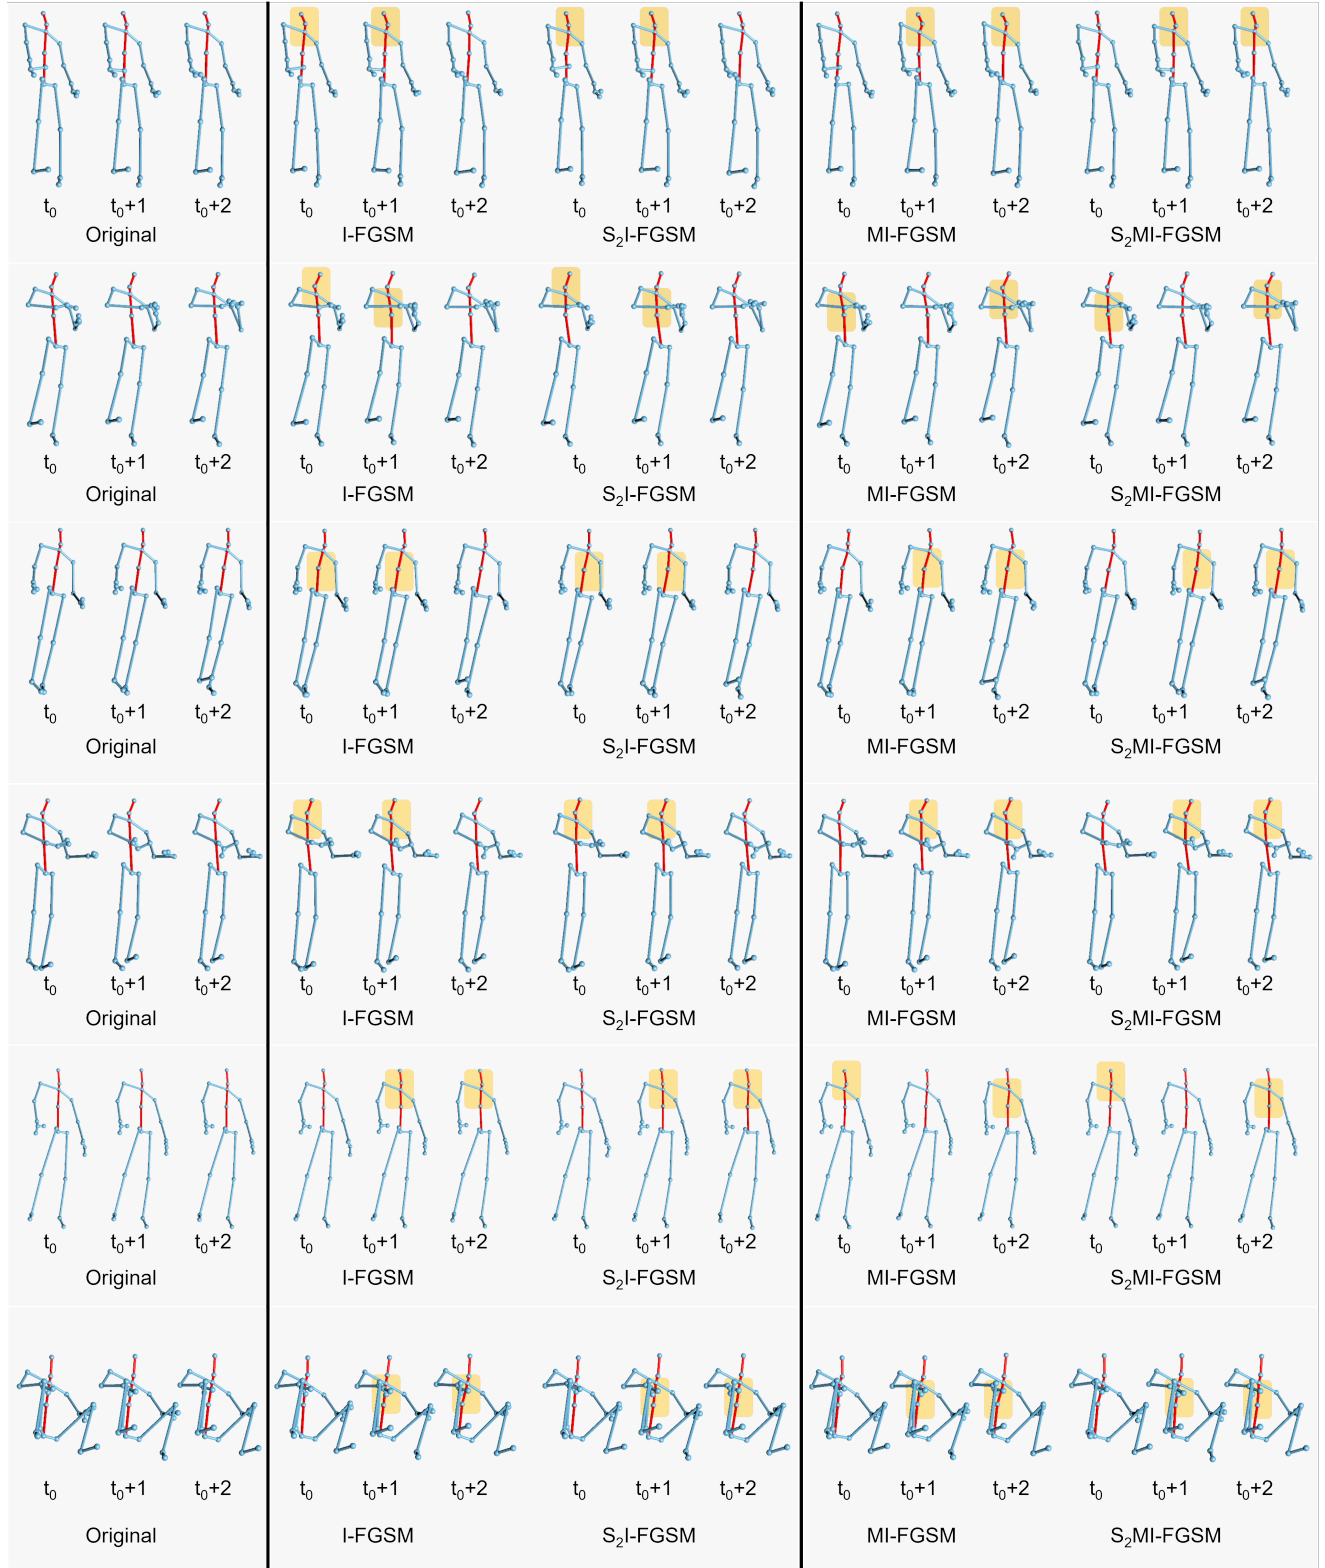 t₀ t₀+1 t₀+2 t₀ t₀+1 t₀+2 t₀ t₀+1 t₀+2 t₀ t₀+1 t₀+2 t₀ t₀+1 t₀+2
Original I-FGSM S₂I-FGSM MI-FGSM S₂MI-FGSM
t₀ t₀+1 t₀+2 t₀ t₀+1 t₀+2 t₀ t₀+1 t₀+2 t₀ t₀+1 t₀+2 t₀ t₀+1 t₀+2
Original I-FGSM S₂I-FGSM MI-FGSM S₂MI-FGSM
t₀ t₀+1 t₀+2 t₀ t₀+1 t₀+2 t₀ t₀+1 t₀+2 t₀ t₀+1 t₀+2 t₀ t₀+1 t₀+2
Original I-FGSM S₂I-FGSM MI-FGSM S₂MI-FGSM
t₀ t₀+1 t₀+2 t₀ t₀+1 t₀+2 t₀ t₀+1 t₀+2 t₀ t₀+1 t₀+2 t₀ t₀+1 t₀+2
Original I-FGSM S₂I-FGSM MI-FGSM S₂MI-FGSM
t₀ t₀+1 t₀+2 t₀ t₀+1 t₀+2 t₀ t₀+1 t₀+2 t₀ t₀+1 t₀+2 t₀ t₀+1 t₀+2
Original I-FGSM S₂I-FGSM MI-FGSM S₂MI-FGSM
t₀ t₀+1 t₀+2 t₀ t₀+1 t₀+2 t₀ t₀+1 t₀+2 t₀ t₀+1 t₀+2 t₀ t₀+1 t₀+2
Original I-FGSM S₂I-FGSM MI-FGSM S₂MI-FGSM